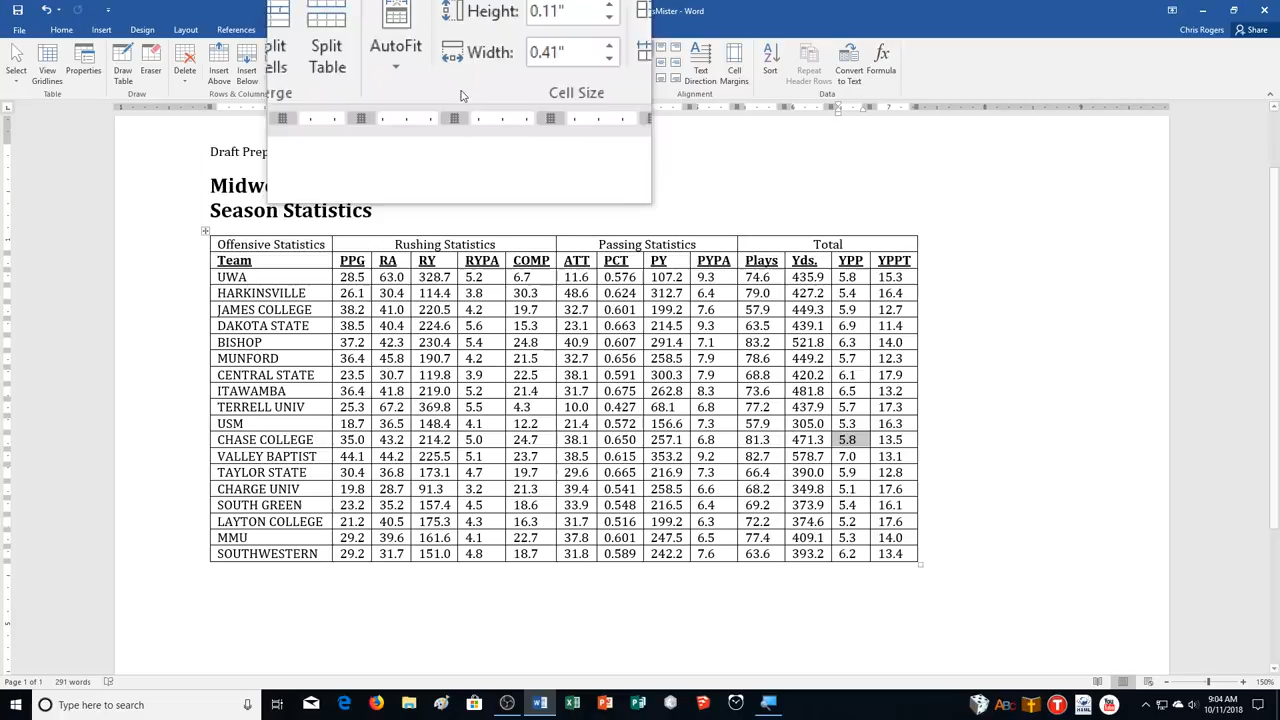 sMister - Word
Chris Rogers
File Home Insert Design Layout References
Share
Select
View Gridlines
Properties
Table
Draw Table
Eraser
Draw
Delete
Insert Above
Insert Below
Rows & Columns
Split Table
AutoFit
Height: 0.11"
Width: 0.41"
Cell Size
Text Direction
Cell Margins
Alignment
Sort
Repeat Header Rows
Convert to Text
Formula
Data
Draft Prep
Midw
Season Statistics
Offensive Statistics Rushing Statistics Passing Statistics Total
Team PPG RA RY RYPA COMP ATT PCT PY PYPA Plays Yds. YPP YPPT
UWA 28.5 63.0 328.7 5.2 6.7 11.6 0.576 107.2 9.3 74.6 435.9 5.8 15.3
HARKINSVILLE 26.1 30.4 114.4 3.8 30.3 48.6 0.624 312.7 6.4 79.0 427.2 5.4 16.4
JAMES COLLEGE 38.2 41.0 220.5 4.2 19.7 32.7 0.601 199.2 7.6 57.9 449.3 5.9 12.7
DAKOTA STATE 38.5 40.4 224.6 5.6 15.3 23.1 0.663 214.5 9.3 63.5 439.1 6.9 11.4
BISHOP 37.2 42.3 230.4 5.4 24.8 40.9 0.607 291.4 7.1 83.2 521.8 6.3 14.0
MUNFORD 36.4 45.8 190.7 4.2 21.5 32.7 0.656 258.5 7.9 78.6 449.2 5.7 12.3
CENTRAL STATE 23.5 30.7 119.8 3.9 22.5 38.1 0.591 300.3 7.9 68.8 420.2 6.1 17.9
ITAWAMBA 36.4 41.8 219.0 5.2 21.4 31.7 0.675 262.8 8.3 73.6 481.8 6.5 13.2
TERRELL UNIV 25.3 67.2 369.8 5.5 4.3 10.0 0.427 68.1 6.8 77.2 437.9 5.7 17.3
USM 18.7 36.5 148.4 4.1 12.2 21.4 0.572 156.6 7.3 57.9 305.0 5.3 16.3
CHASE COLLEGE 35.0 43.2 214.2 5.0 24.7 38.1 0.650 257.1 6.8 81.3 471.3 5.8 13.5
VALLEY BAPTIST 44.1 44.2 225.5 5.1 23.7 38.5 0.615 353.2 9.2 82.7 578.7 7.0 13.1
TAYLOR STATE 30.4 36.8 173.1 4.7 19.7 29.6 0.665 216.9 7.3 66.4 390.0 5.9 12.8
CHARGE UNIV 19.8 28.7 91.3 3.2 21.3 39.4 0.541 258.5 6.6 68.2 349.8 5.1 17.6
SOUTH GREEN 23.2 35.2 157.4 4.5 18.6 33.9 0.548 216.5 6.4 69.2 373.9 5.4 16.1
LAYTON COLLEGE 21.2 40.5 175.3 4.3 16.3 31.7 0.516 199.2 6.3 72.2 374.6 5.2 17.6
MMU 29.2 39.6 161.6 4.1 22.7 37.8 0.601 247.5 6.5 77.4 409.1 5.3 14.0
SOUTHWESTERN 29.2 31.7 151.0 4.8 18.7 31.8 0.589 242.2 7.6 63.6 393.2 6.2 13.4
Page 1 of 1 291 words
150%
Type here to search
9:04 AM
10/11/2018